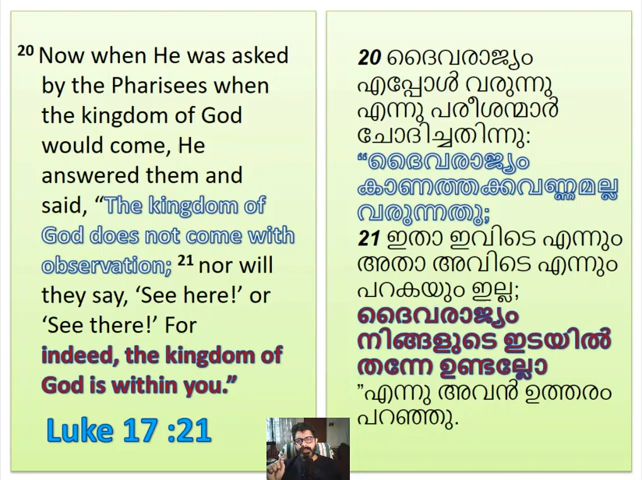 20 Now when He was asked
by the Pharisees when
the kingdom of God
would come, He
answered them and
said, “The kingdom of
God does not come with
observation; 21 nor will
they say, ‘See here!’ or
‘See there!’ For
indeed, the kingdom of
God is within you.”
Luke 17 :21
20 ദൈവരാജ്യം
എപ്പോൾ വരുന്നു
എന്നു പരീശന്മാർ
ചോദിച്ചതിന്നു:
“ദൈവരാജ്യം
കാണത്തക്കവണ്ണമല്ല
വരുന്നതു;
21 ഇതാ ഇവിടെ എന്നും
അതാ അവിടെ എന്നും
പറകയും ഇല്ല;
ദൈവരാജ്യം
നിങ്ങളുടെ ഇടയിൽ
തന്നേ ഉണ്ടല്ലോ
”എന്നു അവൻ ഉത്തരം
പറഞ്ഞു.